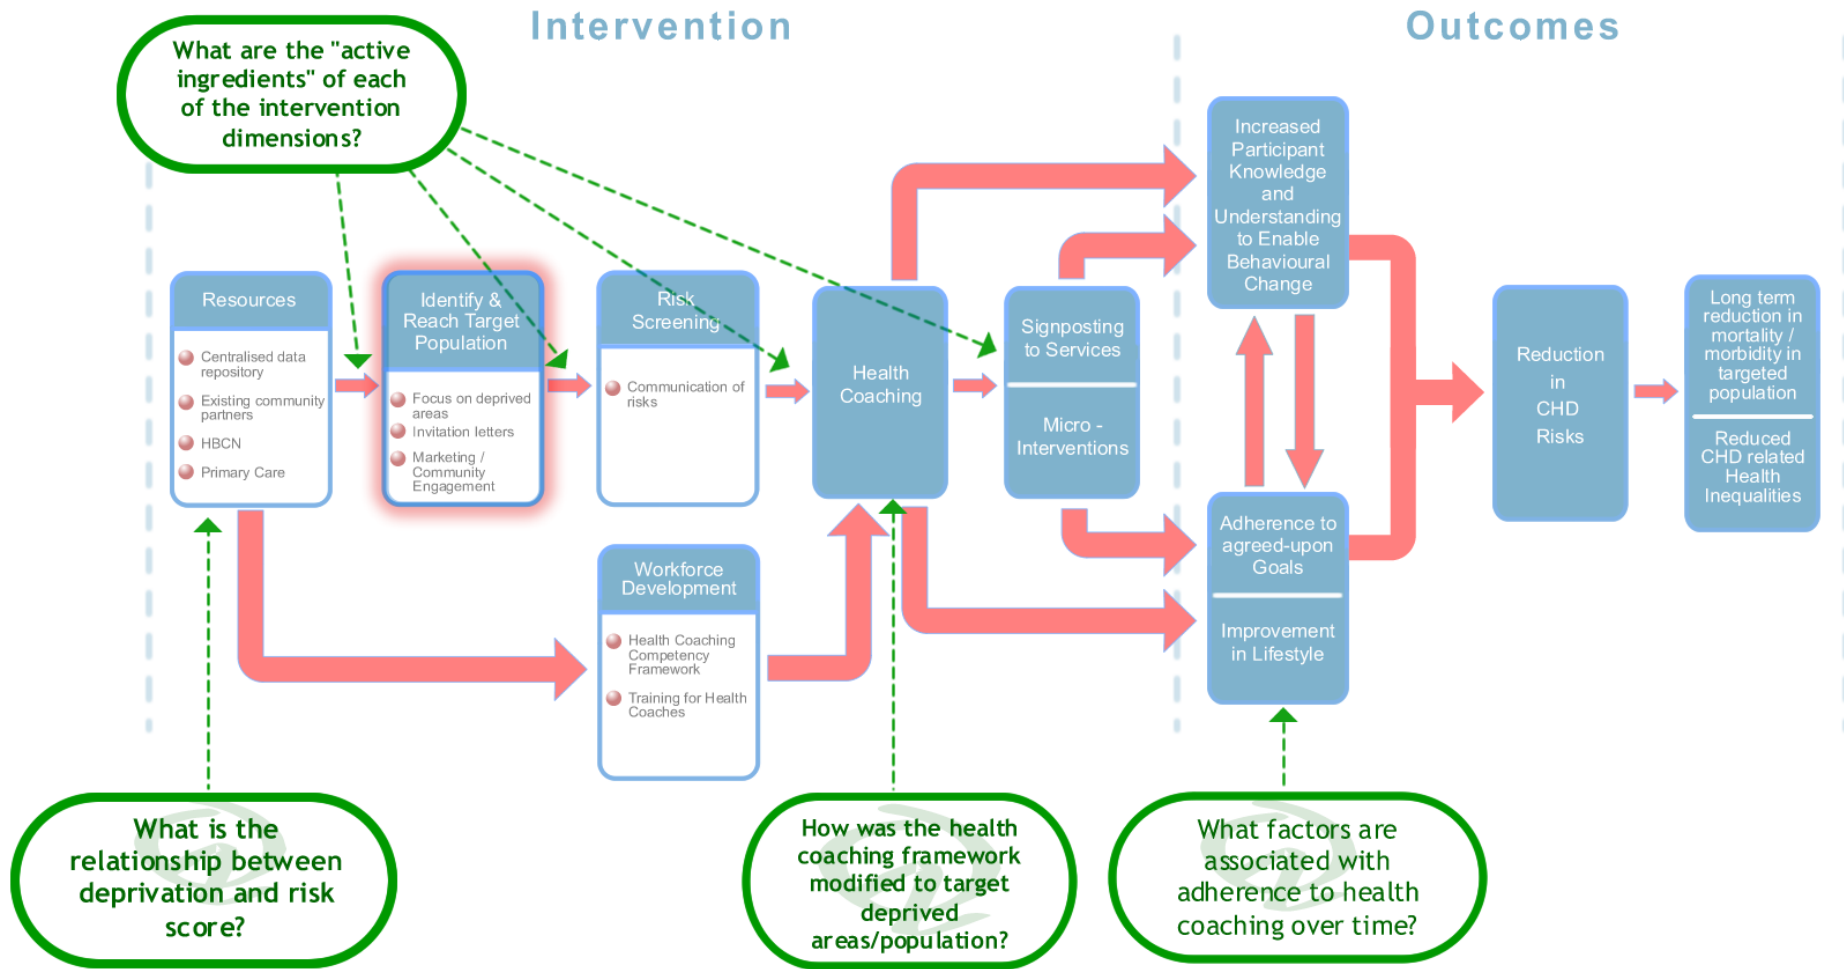 Intervention
Outcomes
What are the "active
ingredients" of each
of the intervention
dimensions?
Resources
Centralised data
repository
Existing community
partners
HBCN
Primary Care
Identify &
Reach Target
Population
Focus on deprived
areas
Invitation letters
Marketing /
Community
Engagement
Risk
Screening
Communication of
risks
Workforce
Development
Health Coaching
Competency
Framework
Training for Health
Coaches
Health
Coaching
Signposting
to Services
Micro -
Interventions
Increased
Participant
Knowledge
and
Understanding
to Enable
Behavioural
Change
Adherence to
agreed-upon
Goals
Improvement
in Lifestyle
Reduction
in
CHD
Risks
Long term
reduction in
mortality /
morbidity in
targeted
population
Reduced
CHD related
Health
Inequalities
What is the
relationship between
deprivation and risk
score?
How was the health
coaching framework
modified to target
deprived
areas/population?
What factors are
associated with
adherence to health
coaching over time?